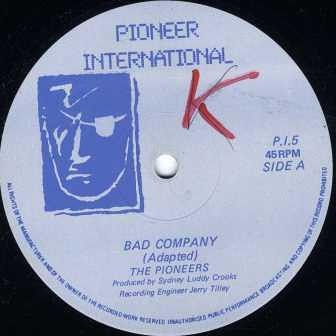 PIONEER
INTERNATIONAL
K
P.I.5
45RPM
SIDE A
BAD COMPANY
(Adapted)
THE PIONEERS
Produced by Sydney Luddy Crooks
Recording Engineer Jerry Tilley
ALL RIGHTS OF THE MANUFACTURER AND OF THE OWNER OF THE RECORDED WORK RESERVED UNAUTHORISED PUBLIC PERFORMANCE BROADCASTING AND COPYING OF THIS RECORD PROHIBITED